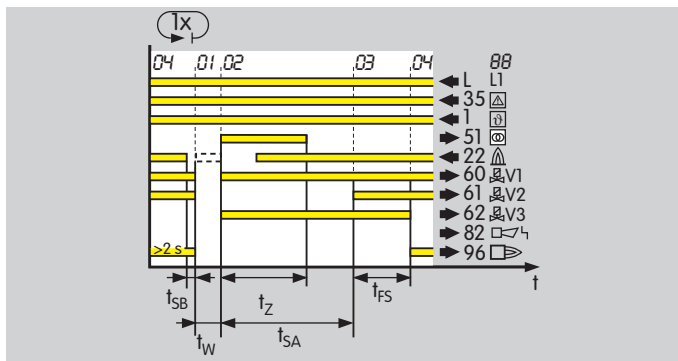 1x
04 01 02 03 04 88
L L1
35
1 ϑ
51
22
60 V1
61 V2
62 V3
82
>2 s 96
t
tSB tZ tFS
tW tSA